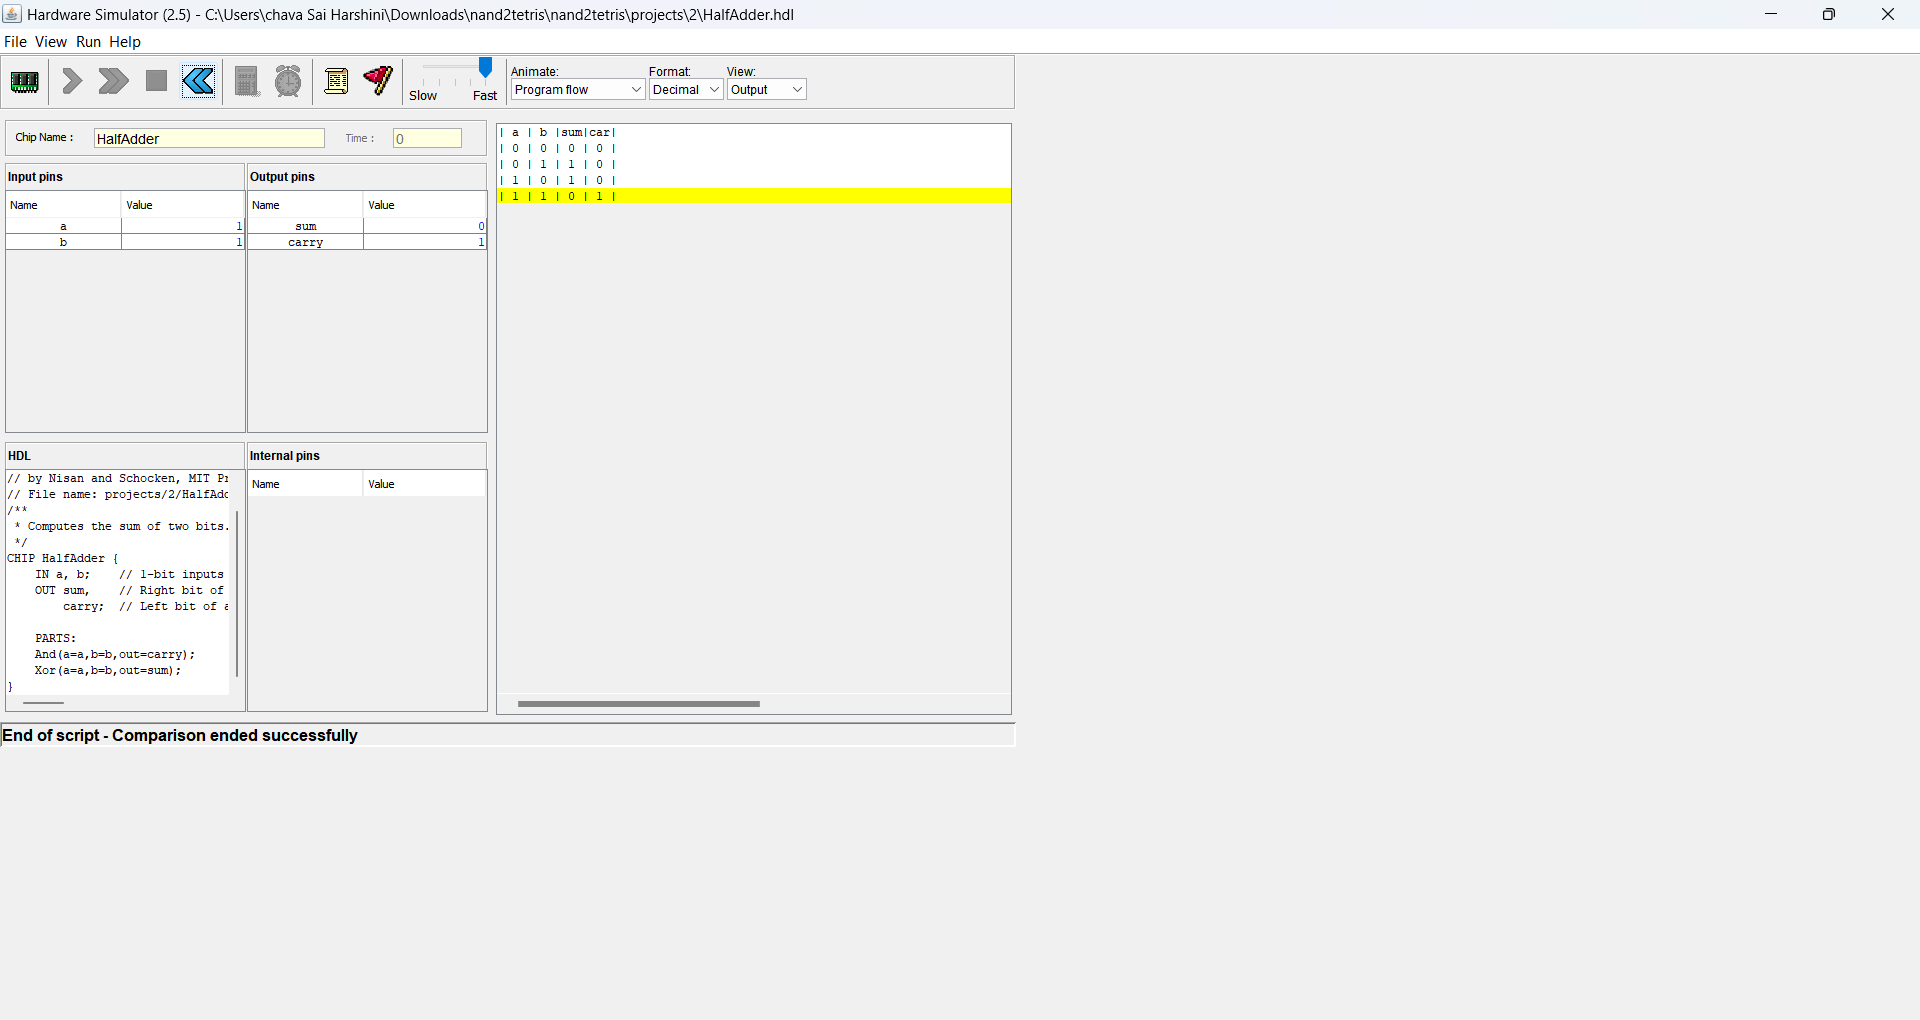 Hardware Simulator (2.5) - C:\Users\chava Sai Harshini\Downloads\nand2tetris\nand2tetris\projects\2\HalfAdder.hdl
File View Run Help
Slow Fast
Animate: Format: View:
Program flow Decimal Output
Chip Name : HalfAdder Time : 0
Input pins
Name Value
a 1
b 1
Output pins
Name Value
sum 0
carry 1
HDL
// by Nisan and Schocken, MIT Pr
// File name: projects/2/HalfAdd
/**
* Computes the sum of two bits.
*/
CHIP HalfAdder {
IN a, b; // 1-bit inputs
OUT sum, // Right bit of
carry; // Left bit of a
PARTS:
And(a=a,b=b,out=carry);
Xor(a=a,b=b,out=sum);
}
Internal pins
Name Value
| a | b |sum|car|
| 0 | 0 | 0 | 0 |
| 0 | 1 | 1 | 0 |
| 1 | 0 | 1 | 0 |
| 1 | 1 | 0 | 1 |
End of script - Comparison ended successfully